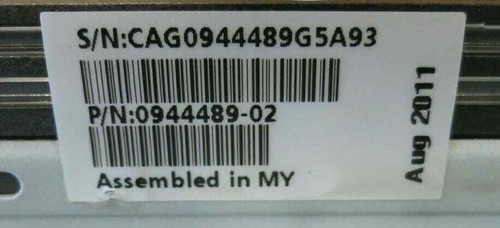 S/N:CAG0944489G5A93
P/N:0944489-02
Assembled in MY
Aug 2011